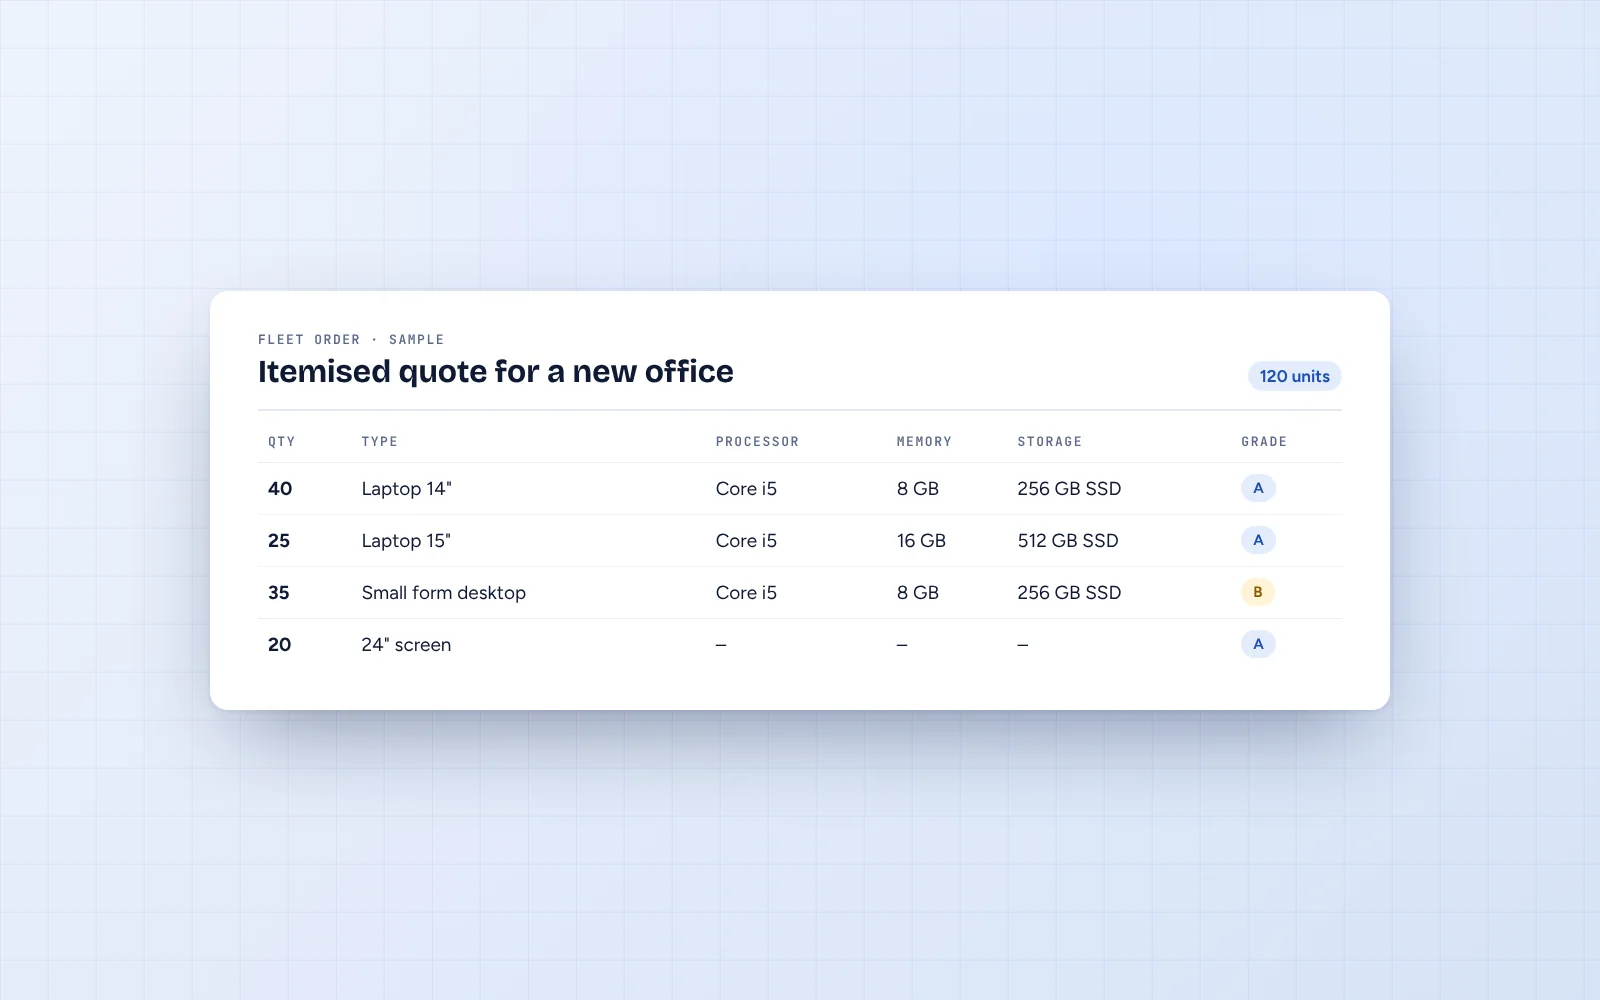 FLEET ORDER · SAMPLE
Itemised quote for a new office
120 units
QTY TYPE PROCESSOR MEMORY STORAGE GRADE
40 Laptop 14" Core i5 8 GB 256 GB SSD A
25 Laptop 15" Core i5 16 GB 512 GB SSD A
35 Small form desktop Core i5 8 GB 256 GB SSD B
20 24" screen – – – A